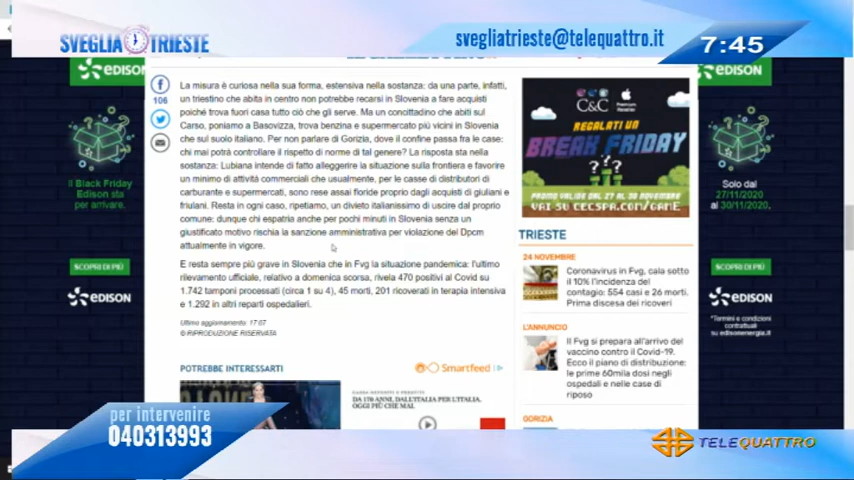 SVEGLIA TRIESTE
svegliatrieste@telequattro.it
7:45
EDISON
EDISON
f
106
La misura è curiosa nella sua forma, estensiva nella sostanza: da una parte, infatti,
un triestino che abita in centro non potrebbe recarsi in Slovenia a fare acquisti
poiché trova fuori casa tutto ciò che gli serve. Ma un concittadino che abiti sul
Carso, poniamo a Basovizza, trova benzina e supermercato più vicini in Slovenia
che sul suolo italiano. Per non parlare di Gorizia, dove il confine passa fra le case:
chi mai potrà controllare il rispetto di norme di tal genere? La risposta sta nella
sostanza: Lubiana intende di fatto alleggerire la situazione sulla frontiera e favorire
un minimo di attività commerciali che usualmente, per le casse di distributori di
carburante e supermercati, sono rese assai floride proprio dagli acquisti di giuliani e
friulani. Resta in ogni caso, ripetiamo, un divieto italianissimo di uscire dal proprio
comune: dunque chi espatria anche per pochi minuti in Slovenia senza un
giustificato motivo rischia la sanzione amministrativa per violazione del Dpcm
attualmente in vigore.
E resta sempre più grave in Slovenia che in Fvg la situazione pandemica: l'ultimo
rilevamento ufficiale, relativo a domenica scorsa, rivela 470 positivi al Covid su
1.742 tamponi processati (circa 1 su 4), 45 morti, 201 ricoverati in terapia intensiva
e 1.292 in altri reparti ospedalieri.
Ultimo aggiornamento: 17:07
© RIPRODUZIONE RISERVATA
POTREBBE INTERESSARTI
Smartfeed
DA 170 ANNI, DALL'ITALIA PER L'ITALIA.
OGGI PIÙ CHE MAI.
C&C
Premium
Reseller
REGALATI UN
BREAK FRIDAY
???
PROMO VALIDA DAL 27 AL 30 NOVEMBRE
VAI SU CECSPA.COM/GAME
TRIESTE
24 NOVEMBRE
Coronavirus in Fvg, cala sotto
il 10% l'incidenza del
contagio: 554 casi e 26 morti.
Prima discesa dei ricoveri
L'ANNUNCIO
Il Fvg si prepara all'arrivo del
vaccino contro il Covid-19.
Ecco il piano di distribuzione:
le prime 60mila dosi negli
ospedali e nelle case di
riposo
GORIZIA
Il Black Friday
Edison sta
per arrivare.
SCOPRI DI PIÙ
EDISON
Solo dal
27/11/2020
al 30/11/2020.
SCOPRI DI PIÙ
EDISON
*Termini e condizioni
contrattuali
su edisonenergia.it
per intervenire
040313993
TELEQUATTRO